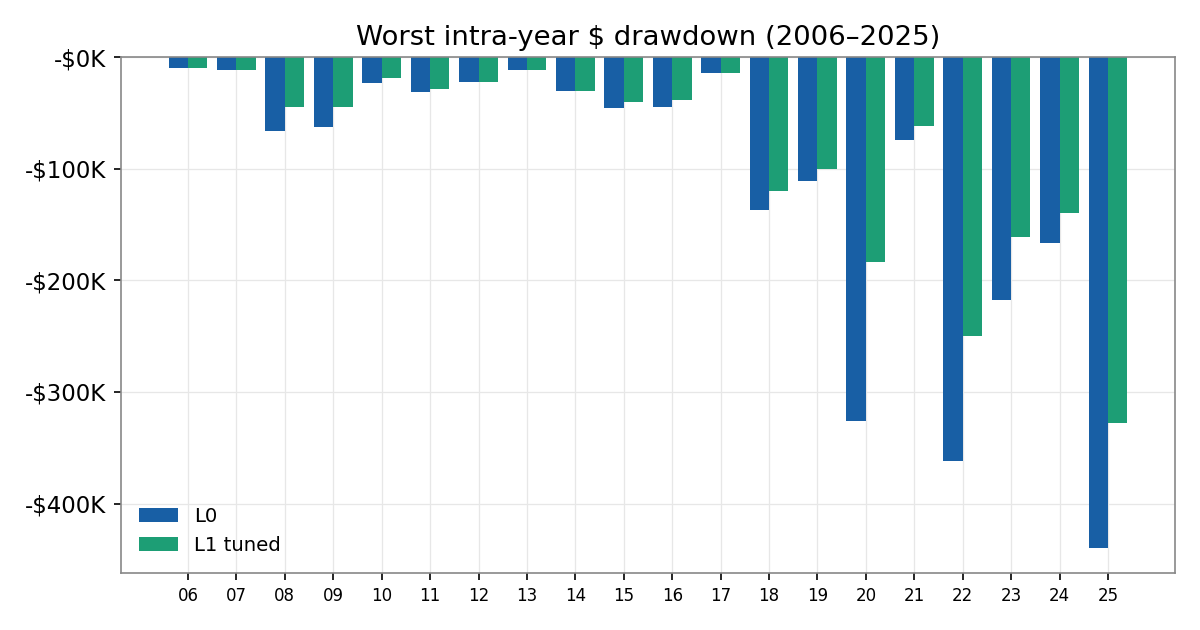 Worst intra-year $ drawdown (2006–2025)
-$0K
-$100K
-$200K
-$300K
-$400K
L0
L1 tuned
06 07 08 09 10 11 12 13 14 15 16 17 18 19 20 21 22 23 24 25